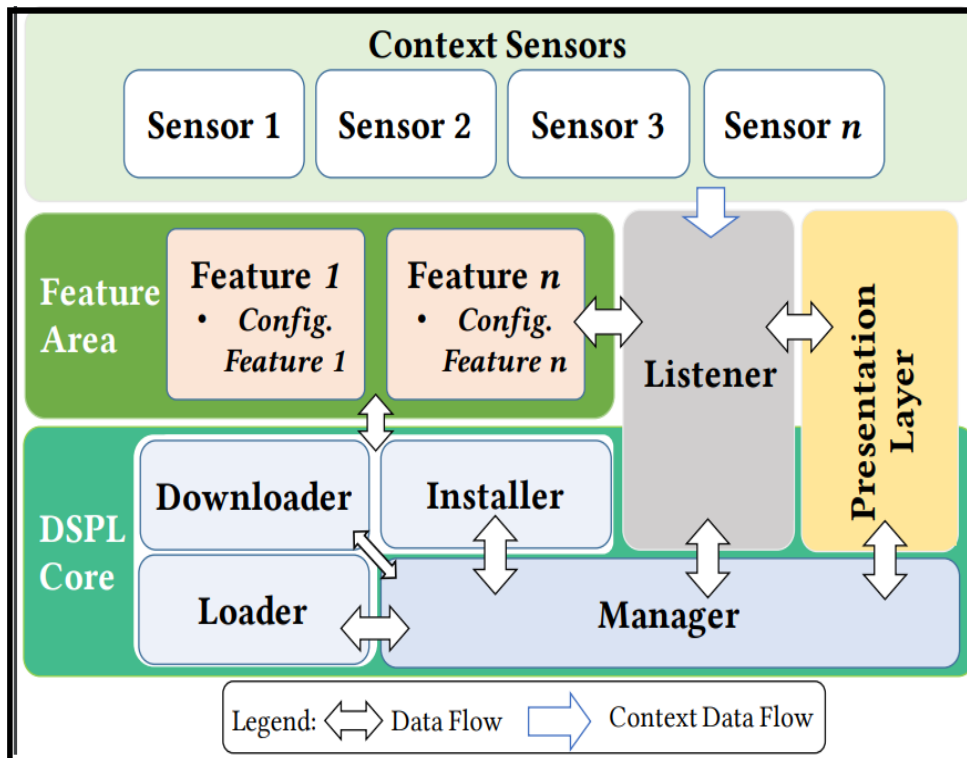 Context Sensors
Sensor 1
Sensor 2
Sensor 3
Sensor n
Feature
Area
Feature 1
• Config.
Feature 1
Feature n
• Config.
Feature n
Listener
Presentation
Layer
DSPL
Core
Downloader
Installer
Loader
Manager
Legend:
Data Flow
Context Data Flow